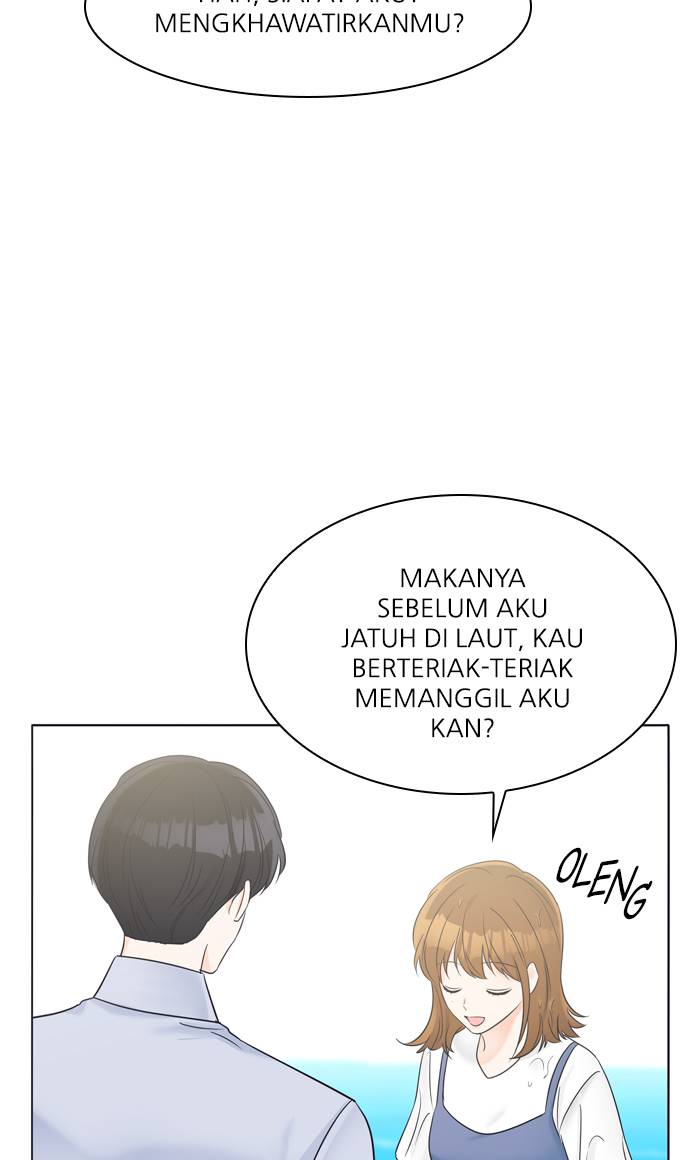 MENGKHAWATIRKANMU?
MAKANYA
SEBELUM AKU
JATUH DI LAUT, KAU
BERTERIAK-TERIAK
MEMANGGIL AKU
KAN?
OLENG